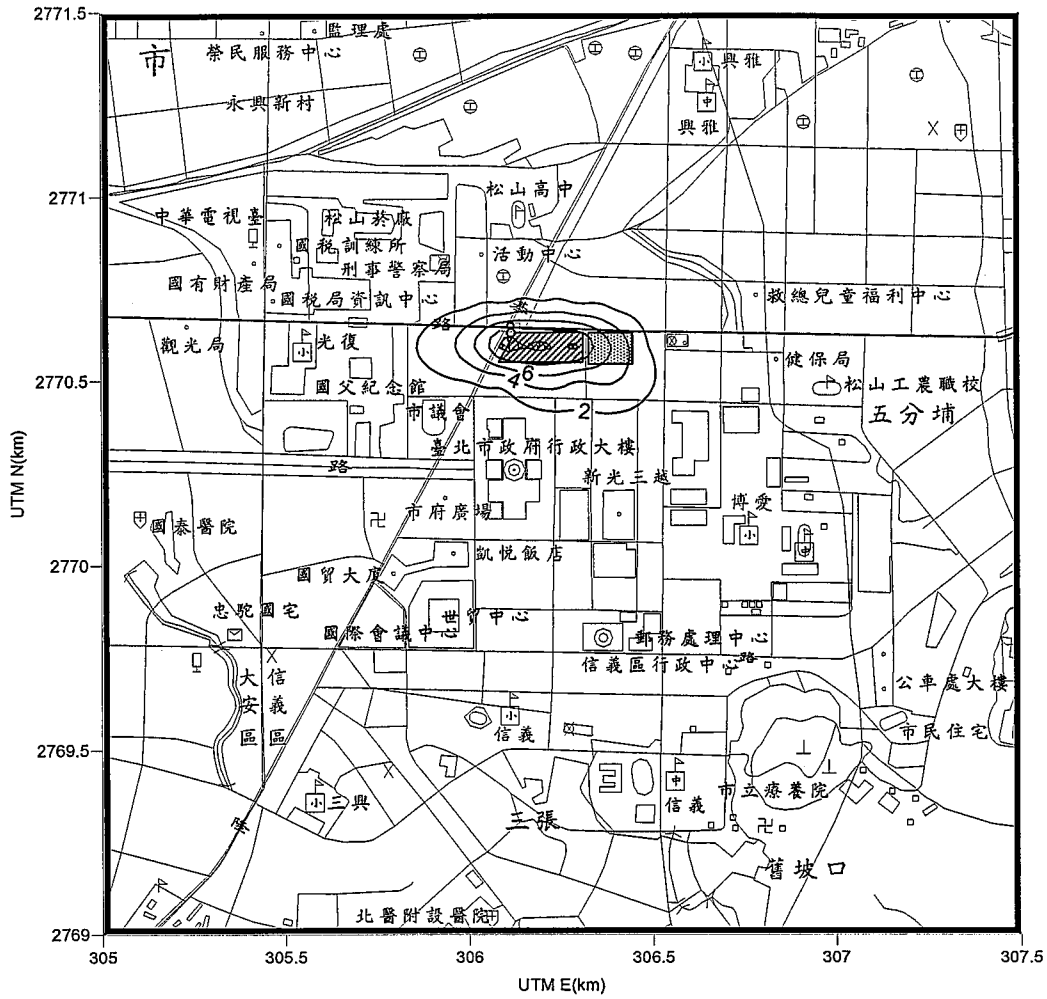 2771.5
監理處
市
榮民服務中心
小
興雅
永興新村
中
興雅
2771
松山高中
中華電視臺
松山菸廠
國稅訓練所
活動中心
刑事警察局
國有財產局
國稅局資訊中心
救總兒童福利中心
路
觀光局
小
光復
健保局
2770.5
6
4
2
國父紀念館
松山工農職校
市議會
五分埔
臺北市政府行政大樓
路
新光三越
UTM N(km)
市府廣場
博愛
國泰醫院
小
中
凱悅飯店
2770
國貿大廈
忠駝國宅
世貿中心
國際會議中心
郵務處理中心
信義區行政中心
路
大安區
信義區
公車處大樓
小
信義
市民住宅
2769.5
小
三興
中
信義
市立療養院
隆
三張
舊坡口
北醫附設醫院
2769
305
305.5
306
306.5
307
307.5
UTM E(km)